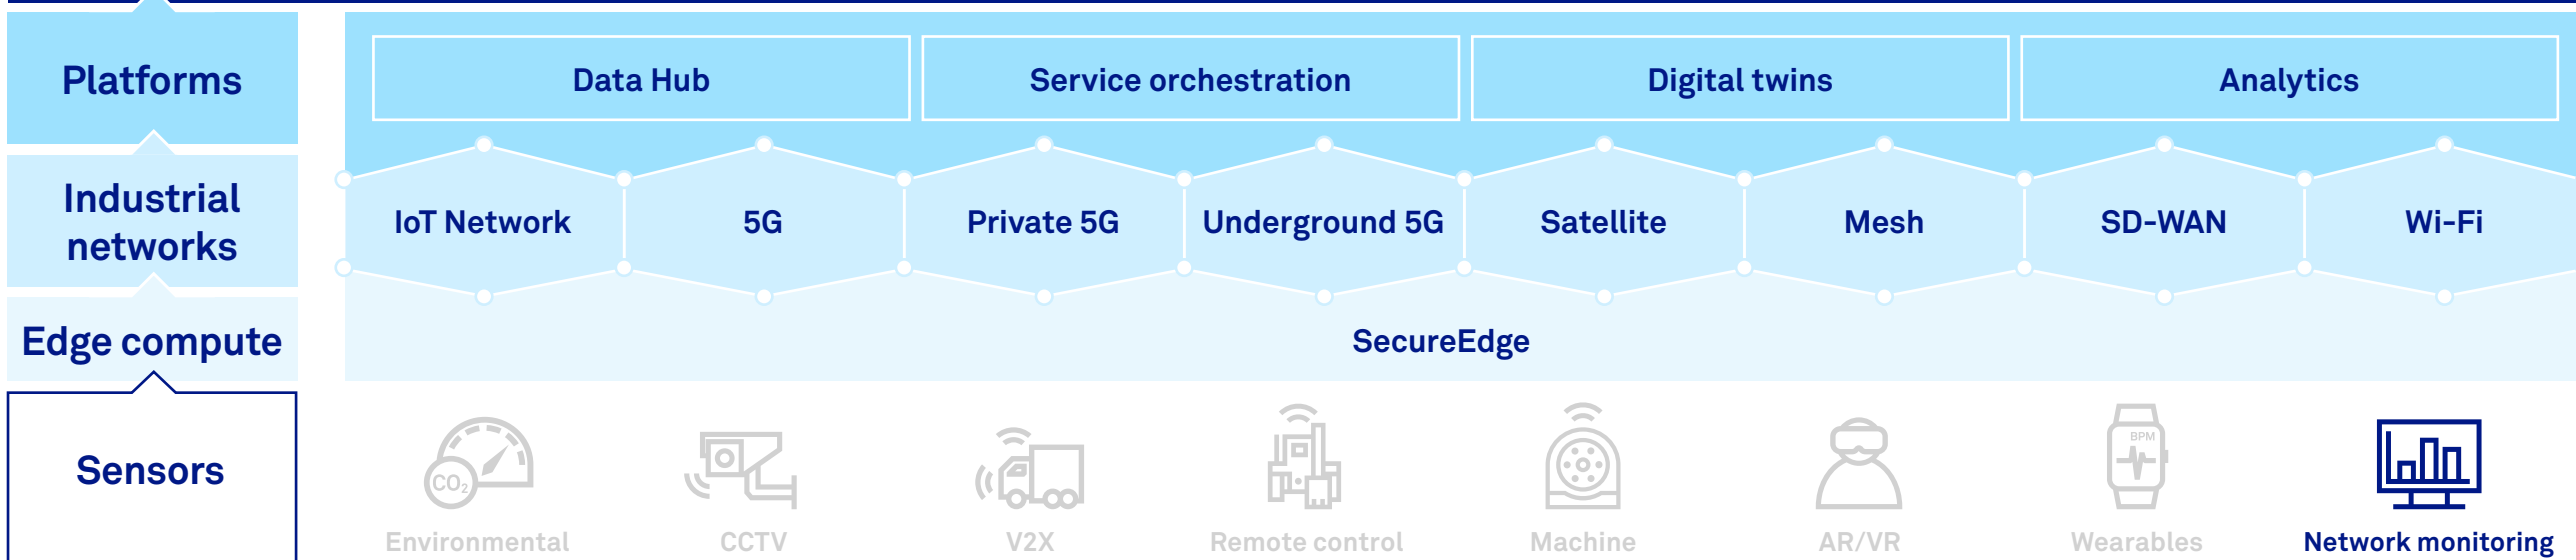 Platforms
Data Hub
Service orchestration
Digital twins
Analytics
Industrial
networks
IoT Network
5G
Private 5G
Underground 5G
Satellite
Mesh
SD-WAN
Wi-Fi
Edge compute
SecureEdge
Sensors
CO₂
BPM
Environmental
CCTV
V2X
Remote control
Machine
AR/VR
Wearables
Network monitoring